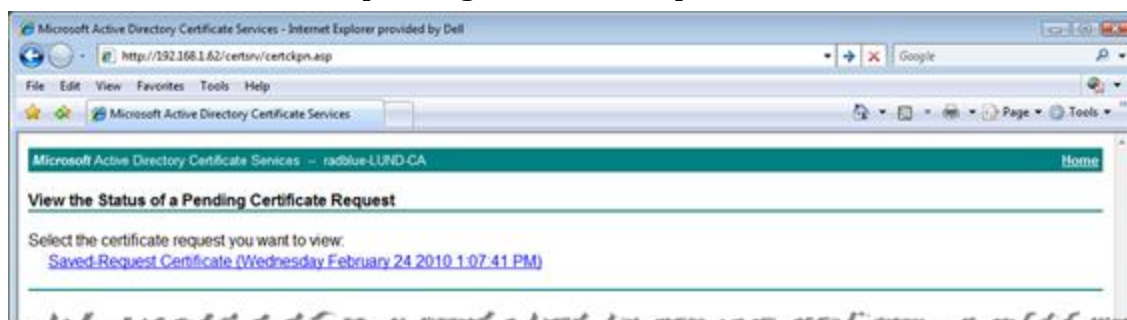 Microsoft Active Directory Certificate Services - Internet Explorer provided by Dell
http://192.168.1.62/certsrv/certckpn.asp
Google
File Edit View Favorites Tools Help
Microsoft Active Directory Certificate Services
Page Tools
Microsoft Active Directory Certificate Services -- radblue-LUND-CA
Home
View the Status of a Pending Certificate Request
Select the certificate request you want to view:
Saved-Request Certificate (Wednesday February 24 2010 1:07:41 PM)